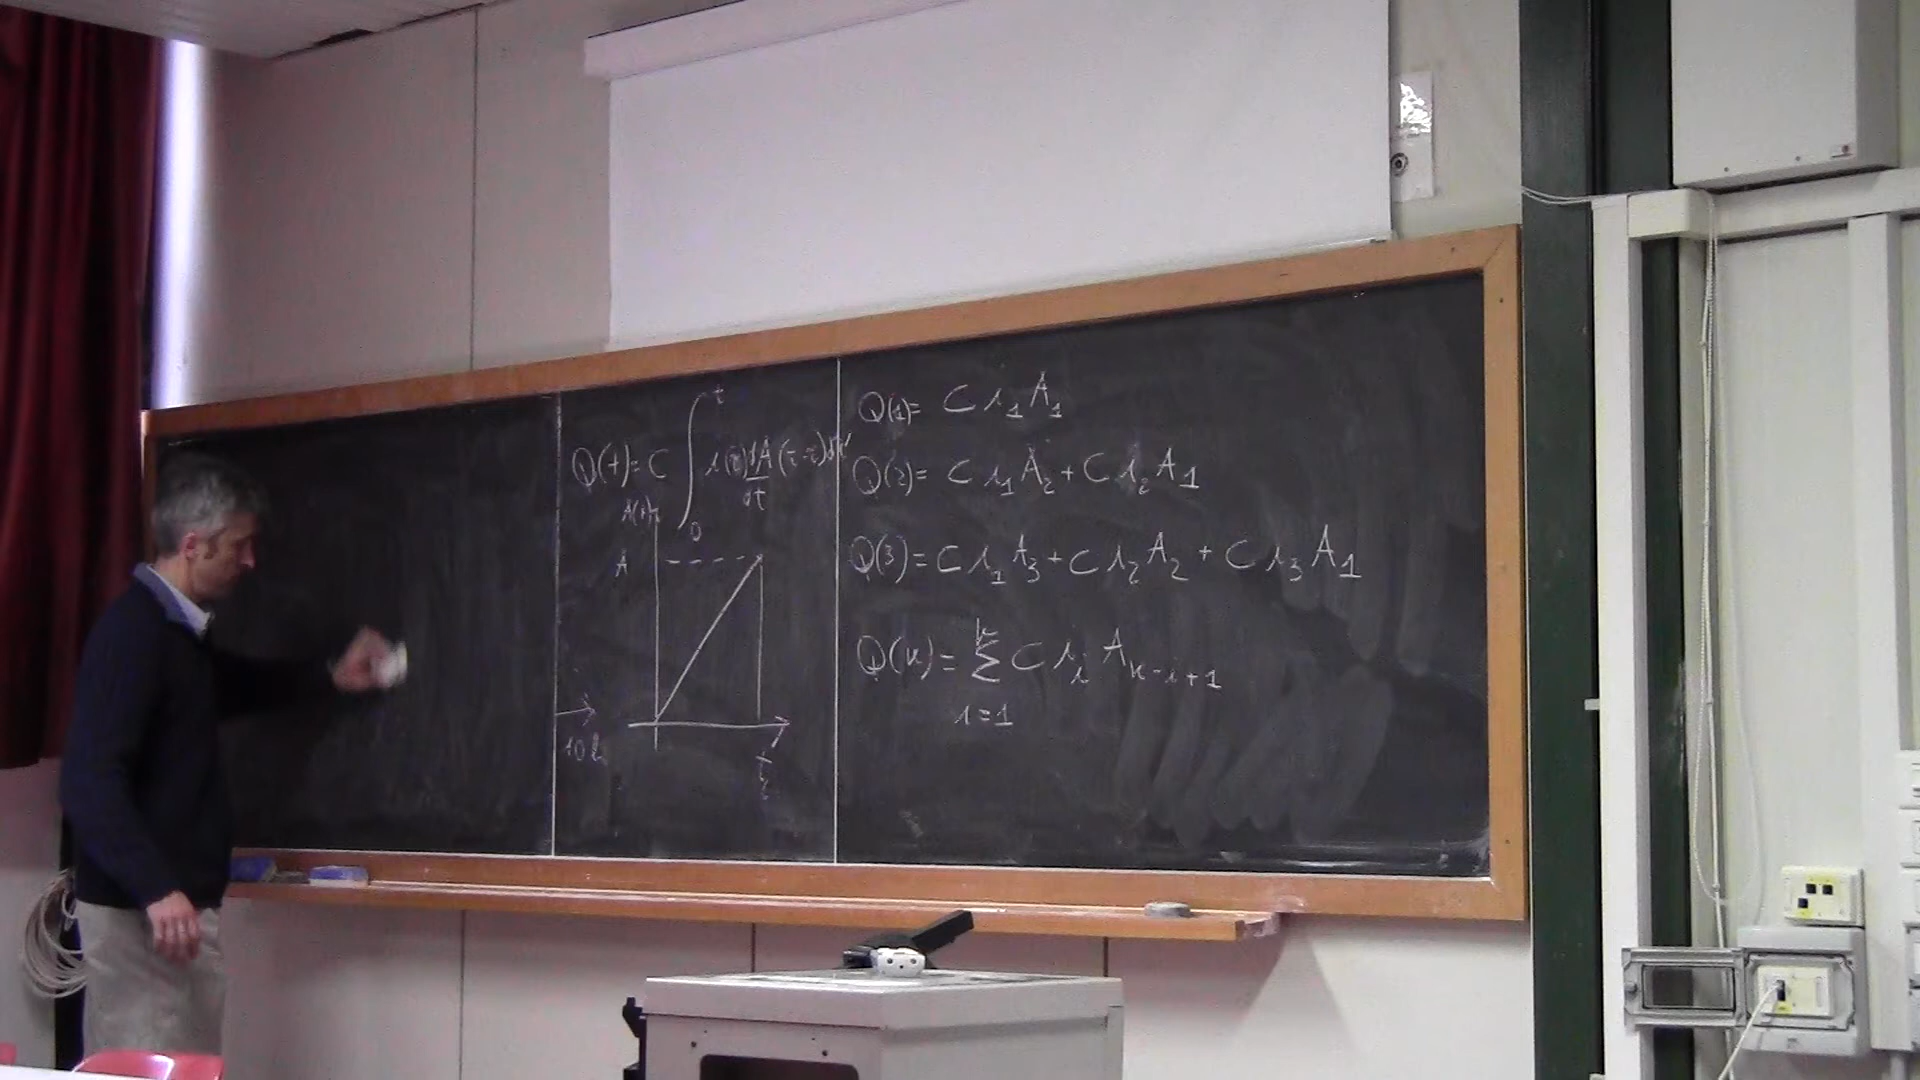 Q(t)= C ∫₀ᵗ i(τ) dA/dt (t-τ) dτ
A(t)
A
10 h
Q(1)= C i₁ A₁
Q(2)= C i₁ A₂ + C i₂ A₁
Q(3)= C i₁ A₃ + C i₂ A₂ + C i₃ A₁
Q(k)= Σ C iᵢ A k-i+1
k
i=1